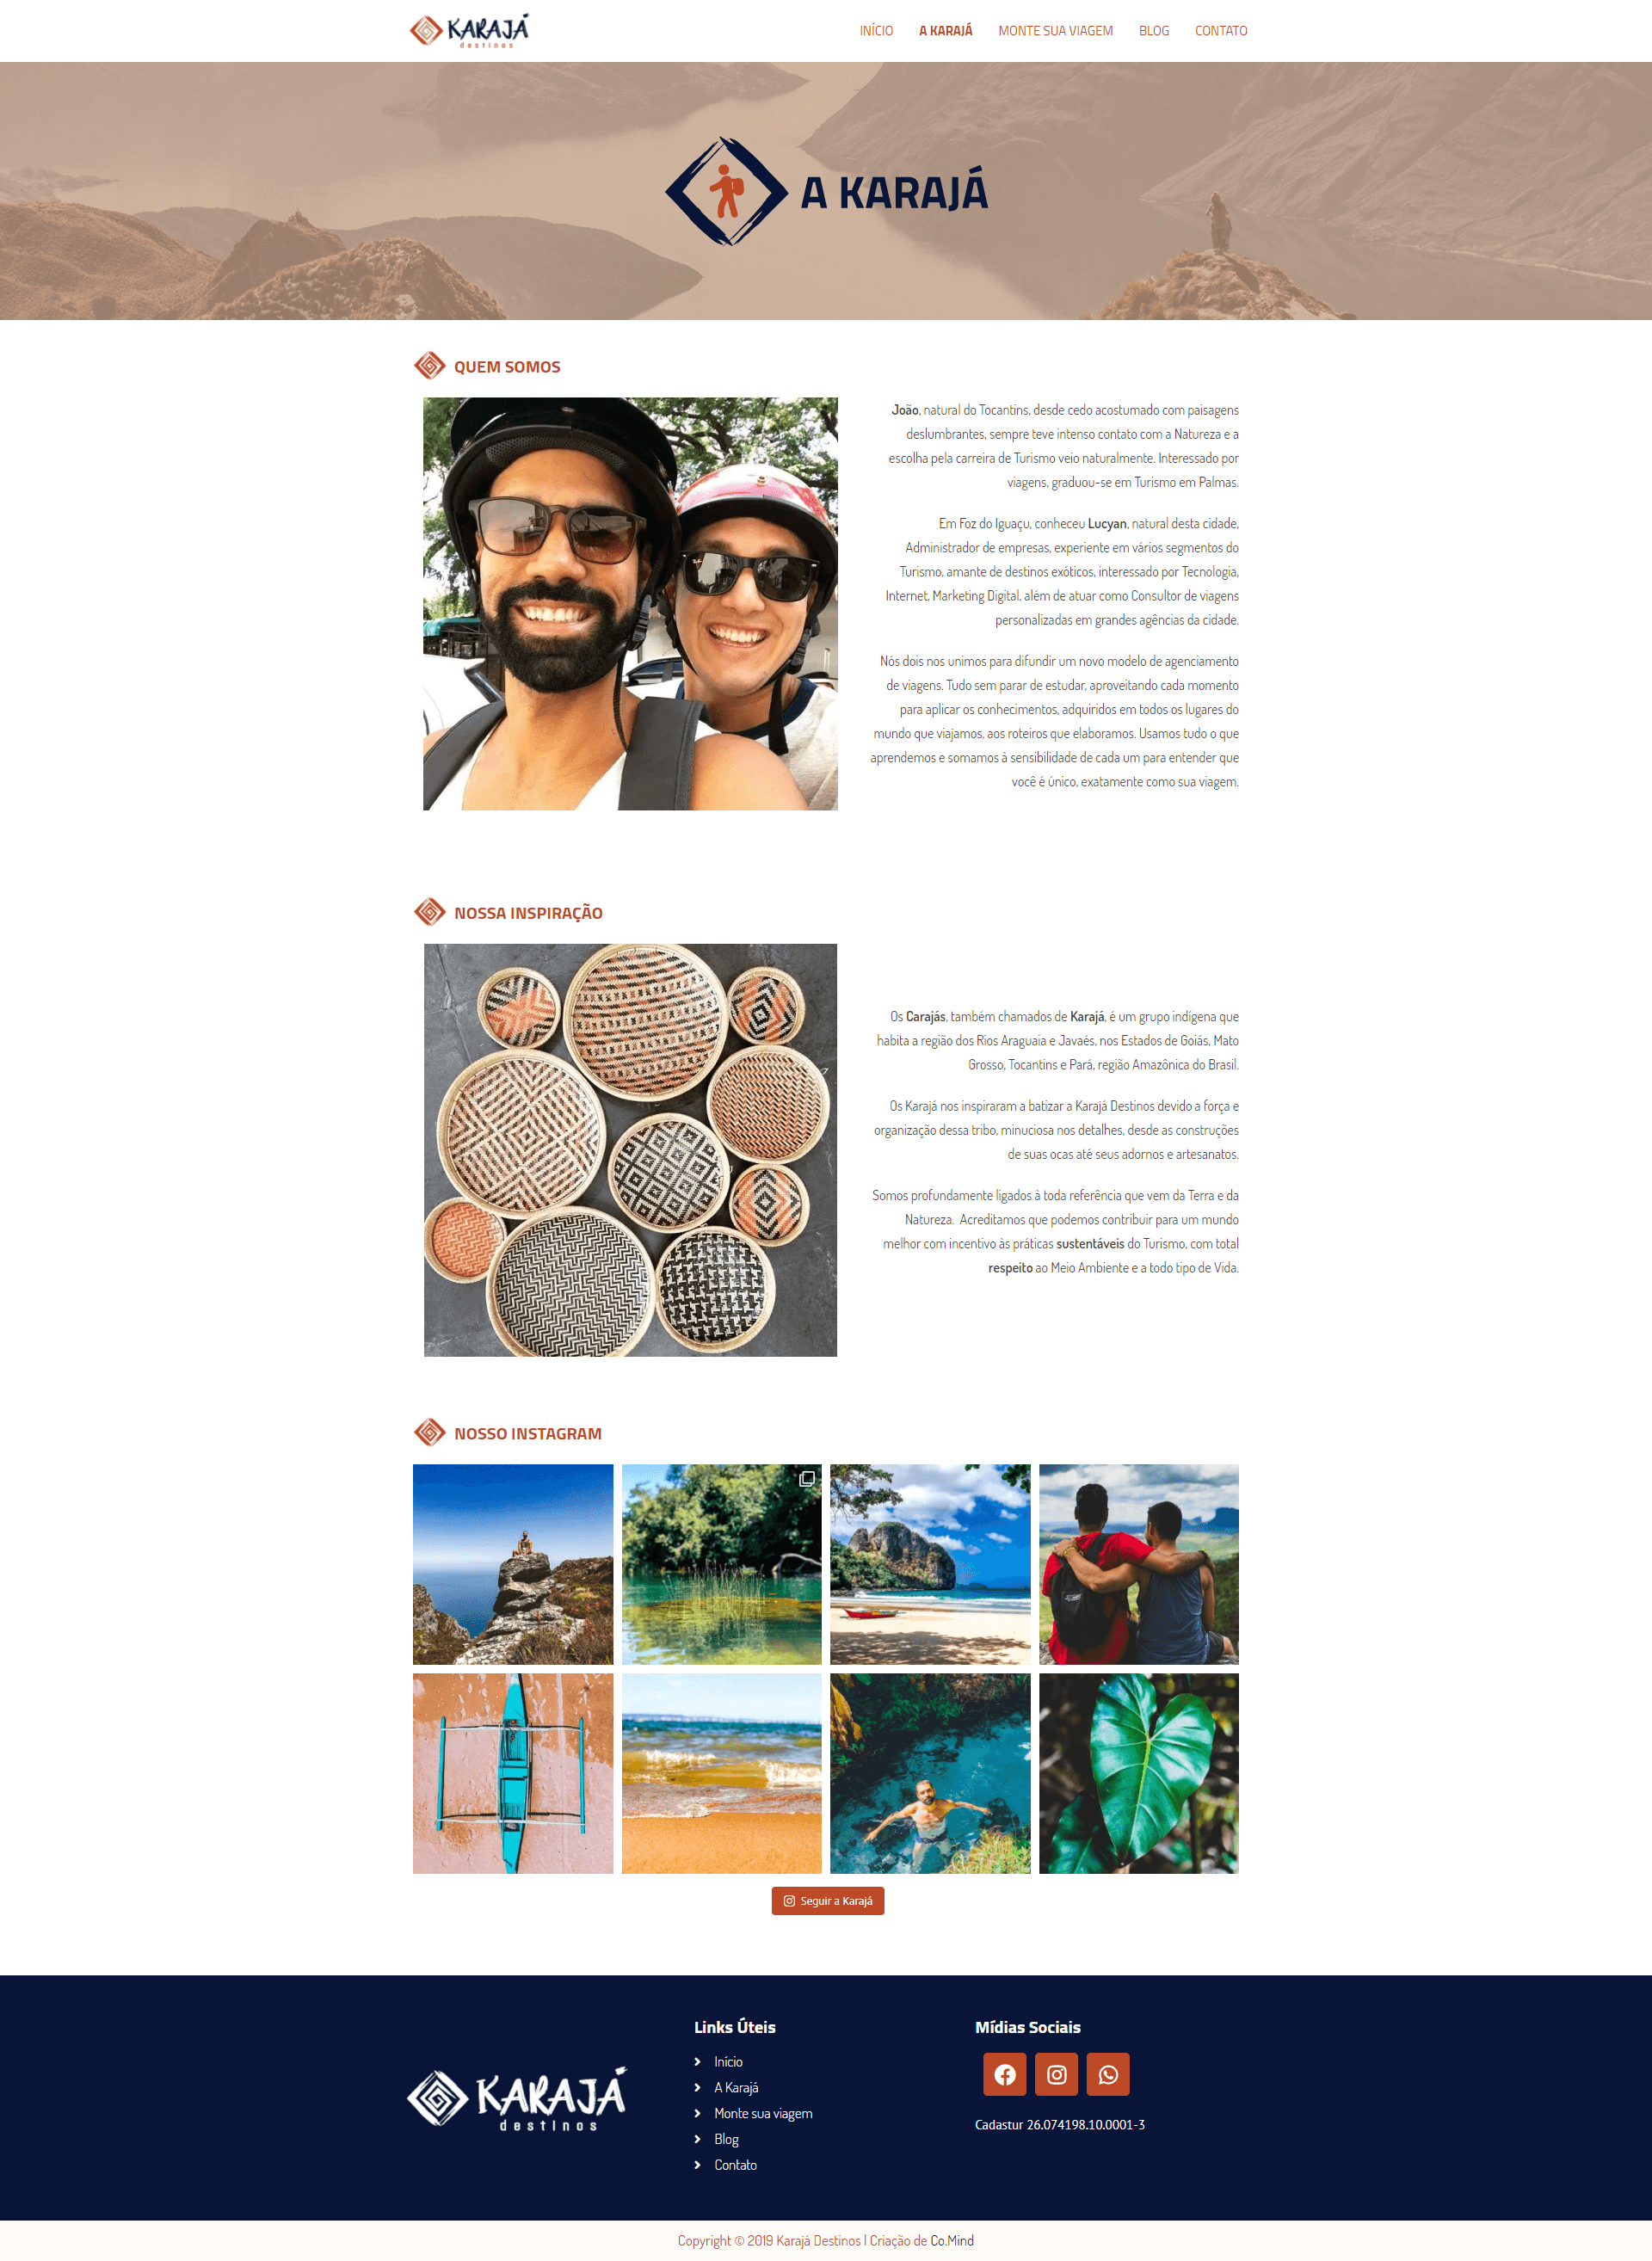 KARAJÁ
destinos
INÍCIO A KARAJÁ MONTE SUA VIAGEM BLOG CONTATO
A KARAJÁ
QUEM SOMOS
João, natural do Tocantins, desde cedo acostumado com paisagens
deslumbrantes, sempre teve intenso contato com a Natureza e a
escolha pela carreira de Turismo veio naturalmente. Interessado por
viagens, graduou-se em Turismo em Palmas.
Em Foz do Iguaçu, conheceu Lucyan, natural desta cidade,
Administrador de empresas, experiente em vários segmentos do
Turismo, amante de destinos exóticos, interessado por Tecnologia,
Internet, Marketing Digital, além de atuar como Consultor de viagens
personalizadas em grandes agências da cidade.
Nós dois nos unimos para difundir um novo modelo de agenciamento
de viagens. Tudo sem parar de estudar, aproveitando cada momento
para aplicar os conhecimentos, adquiridos em todos os lugares do
mundo que viajamos, aos roteiros que elaboramos. Usamos tudo o que
aprendemos e somamos à sensibilidade de cada um para entender que
você é único, exatamente como sua viagem.
NOSSA INSPIRAÇÃO
Os Carajás, também chamados de Karajá, é um grupo indígena que
habita a região dos Rios Araguaia e Javaés, nos Estados de Goiás, Mato
Grosso, Tocantins e Pará, região Amazônica do Brasil.
Os Karajá nos inspiraram a batizar a Karajá Destinos devido a força e
organização dessa tribo, minuciosa nos detalhes, desde as construções
de suas ocas até seus adornos e artesanatos.
Somos profundamente ligados à toda referência que vem da Terra e da
Natureza. Acreditamos que podemos contribuir para um mundo
melhor com incentivo às práticas sustentáveis do Turismo, com total
respeito ao Meio Ambiente e a todo tipo de Vida.
NOSSO INSTAGRAM
Seguir a Karajá
KARAJÁ
destinos
Links Úteis
Início
A Karajá
Monte sua viagem
Blog
Contato
Mídias Sociais
Cadastur 26.074198.10.0001-3
Copyright © 2019 Karajá Destinos | Criação de Co.Mind